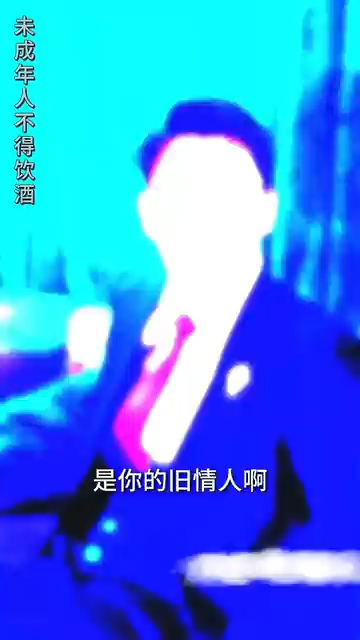 未成年人不得饮酒
是你的旧情人啊